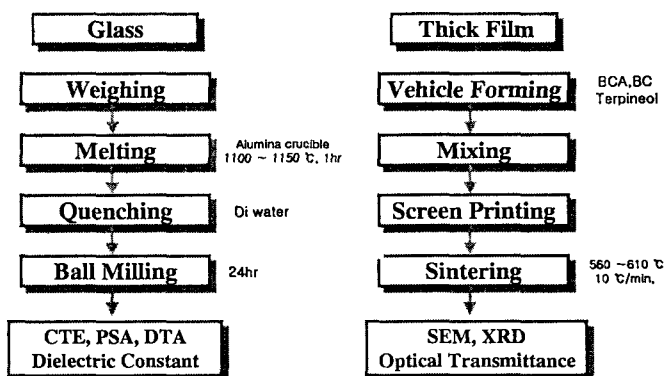 Glass
Weighing
Melting
Alumina crucible
1100 ~ 1150 ℃, 1hr
Quenching
Di water
Ball Milling
24hr
CTE, PSA, DTA
Dielectric Constant
Thick Film
Vehicle Forming
BCA,BC
Terpineol
Mixing
Screen Printing
Sintering
560 ~610 ℃
10 ℃/min.
SEM, XRD
Optical Transmittance